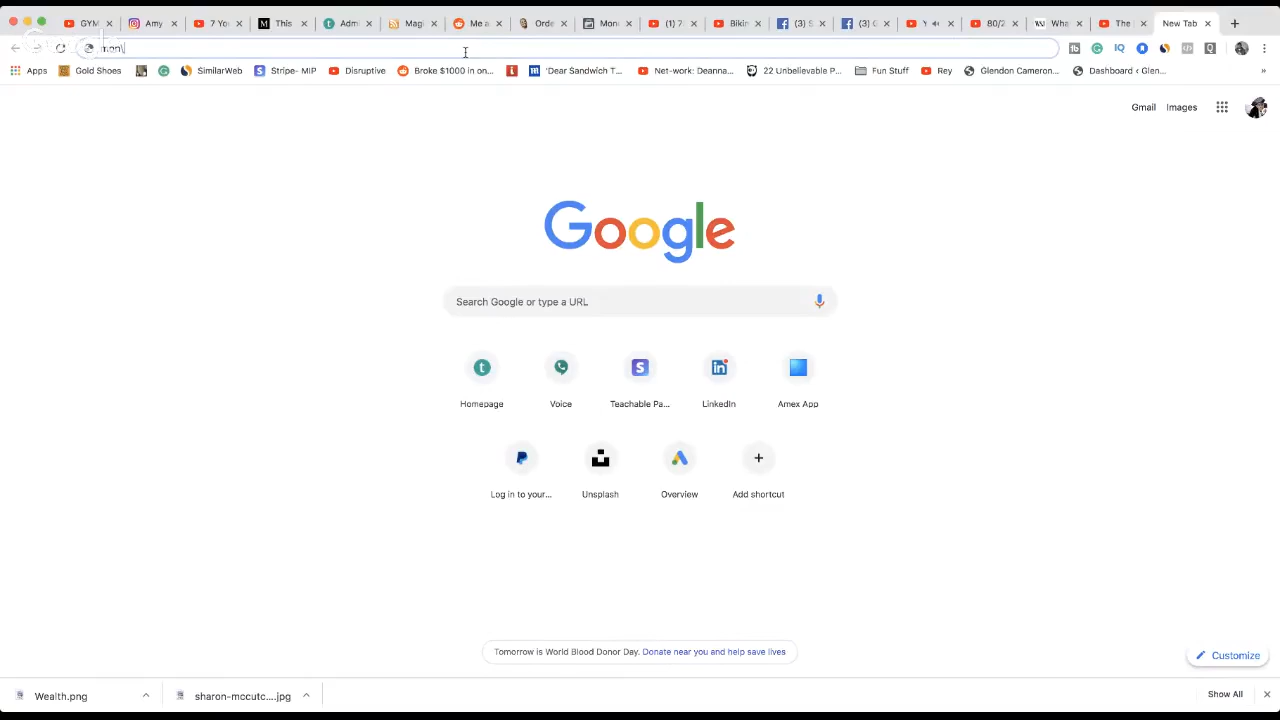 GYM
Amy
7 You
This
Admi
Magi
Me a
Orde
Mon
(1) 7
Bikin
(3) S
(3) G
Y
80/2
Wha
The
New Tab
Apps
Gold Shoes
SimilarWeb
Stripe- MIP
Disruptive
Broke $1000 in on...
'Dear Sandwich T...
Net-work: Deanna...
22 Unbelievable P...
Fun Stuff
Rey
Glendon Cameron...
Dashboard < Glen...
»
Gmail
Images
Google
Search Google or type a URL
Homepage
Voice
Teachable Pa...
LinkedIn
Amex App
Log in to your...
Unsplash
Overview
Add shortcut
Tomorrow is World Blood Donor Day. Donate near you and help save lives
Customize
Wealth.png
sharon-mccutc....jpg
Show All